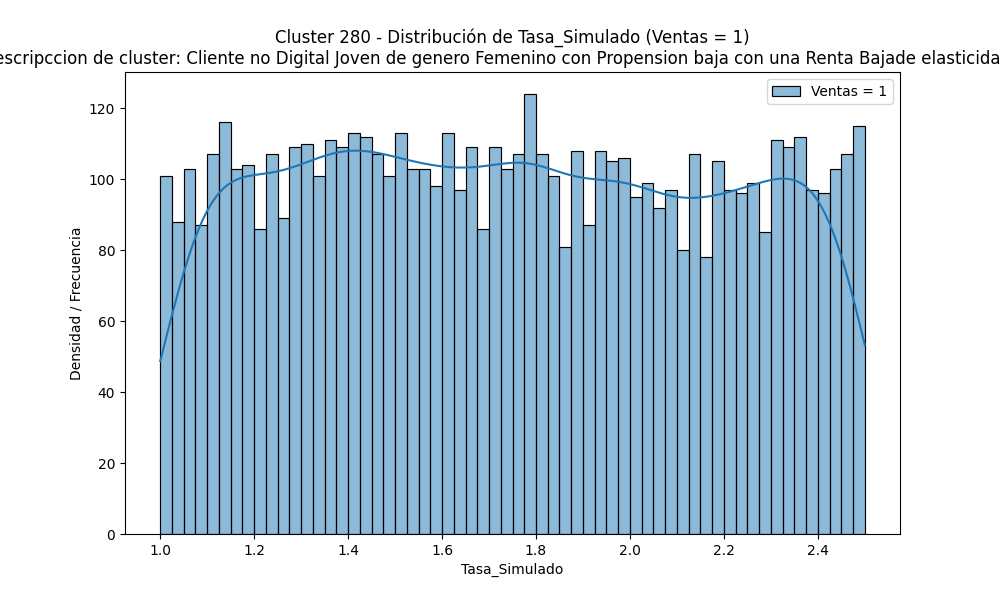 Cluster 280 - Distribución de Tasa_Simulado (Ventas = 1)
escripccion de cluster: Cliente no Digital Joven de genero Femenino con Propension baja con una Renta Bajade elasticida
Ventas = 1
Densidad / Frecuencia
120
100
80
60
40
20
0
1.0 1.2 1.4 1.6 1.8 2.0 2.2 2.4
Tasa_Simulado